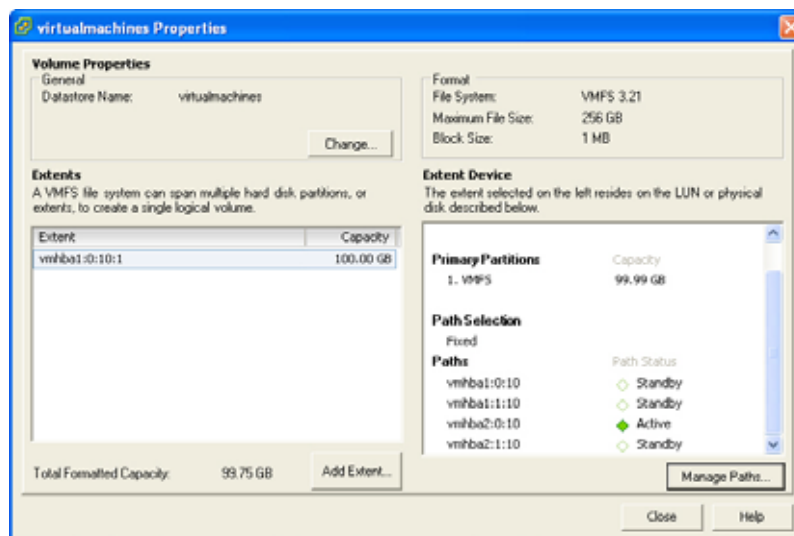 virtualmachines Properties
Volume Properties
General
Datastore Name: virtualmachines
Change...
Format
File System: VMFS 3.21
Maximum File Size: 256 GB
Block Size: 1 MB
Extents
A VMFS file system can span multiple hard disk partitions, or
extents, to create a single logical volume.
Extent Capacity
vmhba1:0:10:1 100.00 GB
Total Formatted Capacity: 99.75 GB
Add Extent...
Extent Device
The extent selected on the left resides on the LUN or physical
disk described below.
Primary Partitions Capacity
1. VMFS 99.99 GB
Path Selection
Fixed
Paths Path Status
vmhba1:0:10 Standby
vmhba1:1:10 Standby
vmhba2:0:10 Active
vmhba2:1:10 Standby
Manage Paths...
Close Help